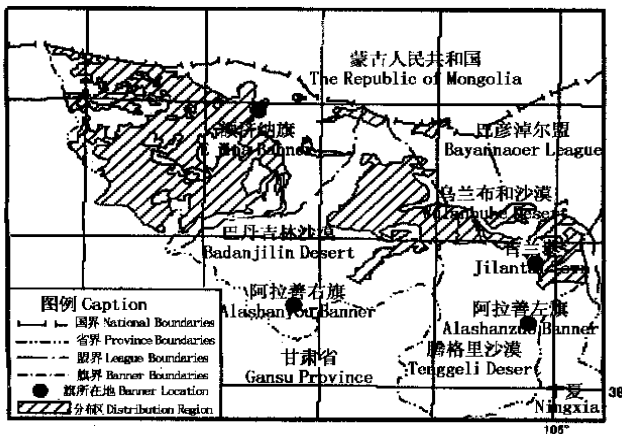 蒙古人民共和国
The Republic of Mongolia
额济纳旗
Ejina Banner
巴彦淖尔盟
Bayannaoer League
乌兰布和沙漠
Wulanbuhe Desert
巴丹吉林沙漠
Badanjilin Desert
吉兰泰
Jilantai
阿拉善右旗
Alashanyou Banner
阿拉善左旗
Alashanzuo Banner
甘肃省
Gansu Province
腾格里沙漠
Tenggeli Desert
夏
Ningxia
38
105°
图例 Caption
国界 National Boundaries
省界 Province Boundaries
盟界 League Boundaries
旗界 Banner Boundaries
旗所在地 Banner Location
分布区 Distribution Region